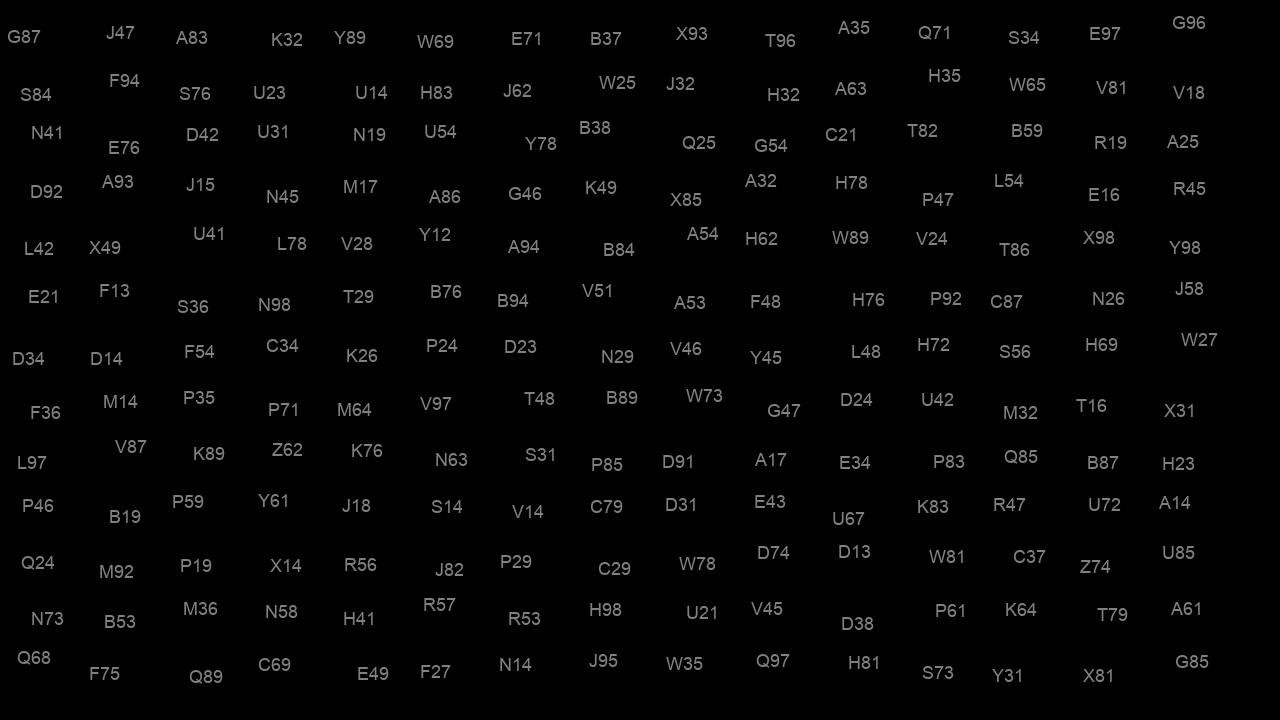 G87 J47 A83 K32 Y89 W69 E71 B37 X93 T96 A35 Q71 S34 E97 G96
S84 F94 S76 U23 U14 H83 J62 W25 J32 H32 A63 H35 W65 V81 V18
N41 E76 D42 U31 N19 U54 Y78 B38 Q25 G54 C21 T82 B59 R19 A25
D92 A93 J15 N45 M17 A86 G46 K49 X85 A32 H78 P47 L54 E16 R45
L42 X49 U41 L78 V28 Y12 A94 B84 A54 H62 W89 V24 T86 X98 Y98
E21 F13 S36 N98 T29 B76 B94 V51 A53 F48 H76 P92 C87 N26 J58
D34 D14 F54 C34 K26 P24 D23 N29 V46 Y45 L48 H72 S56 H69 W27
F36 M14 P35 P71 M64 V97 T48 B89 W73 G47 D24 U42 M32 T16 X31
L97 V87 K89 Z62 K76 N63 S31 P85 D91 A17 E34 P83 Q85 B87 H23
P46 B19 P59 Y61 J18 S14 V14 C79 D31 E43 U67 K83 R47 U72 A14
Q24 M92 P19 X14 R56 J82 P29 C29 W78 D74 D13 W81 C37 Z74 U85
N73 B53 M36 N58 H41 R57 R53 H98 U21 V45 D38 P61 K64 T79 A61
Q68 F75 Q89 C69 E49 F27 N14 J95 W35 Q97 H81 S73 Y31 X81 G85